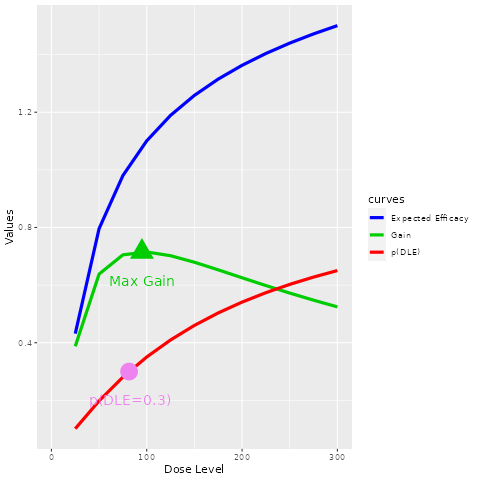 1.2
0.8
0.4
Values
Max Gain
p(DLE=0.3)
0 100 200 300
Dose Level
curves
Expected Efficacy
Gain
p(DLE)